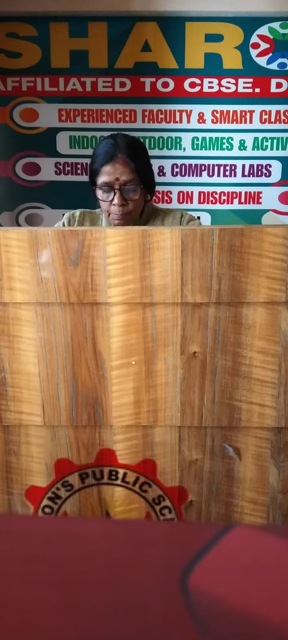 SHAR
AFFILIATED TO CBSE. D
EXPERIENCED FACULTY & SMART CLAS
INDO TDOOR, GAMES & ACTIV
SCIEN & COMPUTER LABS
SIS ON DISCIPLINE
ON'S PUBLIC SC